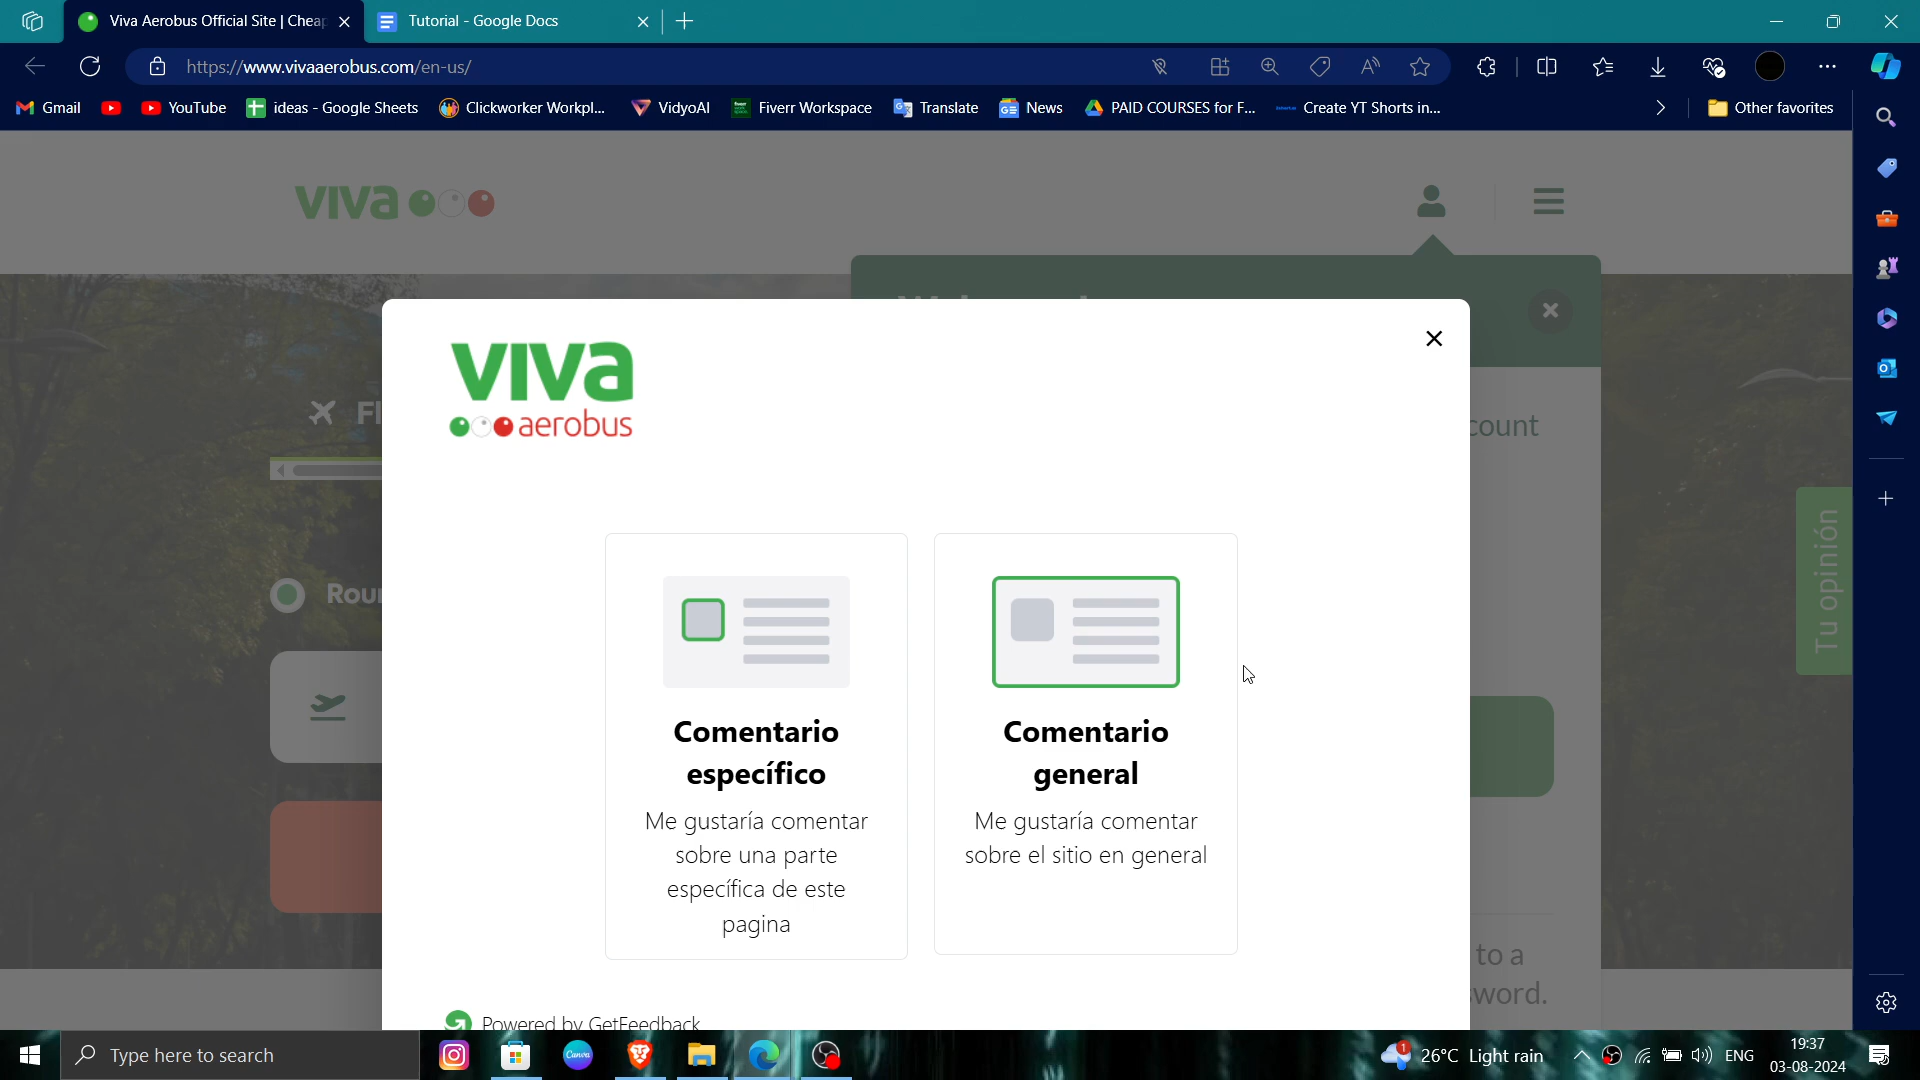 Viva Aerobus Official Site | Cheap
Tutorial - Google Docs
https://www.vivaaerobus.com/en-us/
Gmail
YouTube
ideas - Google Sheets
Clickworker Workpl...
VidyoAI
Fiverr Workspace
Translate
News
PAID COURSES for F...
Create YT Shorts in...
Other favorites
viva
viva
aerobus
count
Roun
Tu opinión
Comentario
específico
Me gustaría comentar
sobre una parte
específica de este
pagina
Comentario
general
Me gustaría comentar
sobre el sitio en general
to a
sword.
Powered by GetFeedback
Type here to search
Canva
1
26°C Light rain
ENG
19:37
03-08-2024